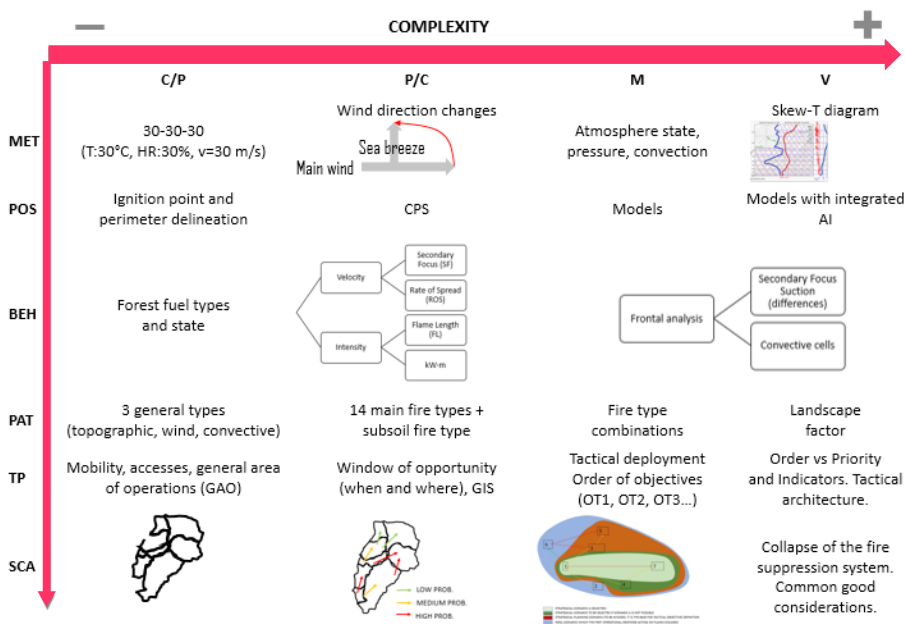 COMPLEXITY
C/P P/C M V
MET
30-30-30
(T:30°C, HR:30%, v=30 m/s)
Wind direction changes
Sea breeze
Main wind
Atmosphere state,
pressure, convection
Skew-T diagram
POS
Ignition point and
perimeter delineation
CPS
Models
Models with integrated
AI
BEH
Forest fuel types
and state
Velocity
Secondary
Focus (SF)
Rate of Spread
(ROS)
Intensity
Flame Length
(FL)
kW-m
Frontal analysis
Secondary Focus
Suction
(differences)
Convective cells
PAT
3 general types
(topographic, wind, convective)
14 main fire types +
subsoil fire type
Fire type
combinations
Landscape
factor
TP
Mobility, accesses, general area
of operations (GAO)
Window of opportunity
(when and where), GIS
Tactical deployment
Order of objectives
(OT1, OT2, OT3...)
Order vs Priority
and Indicators. Tactical
architecture.
SCA
LOW PROB.
MEDIUM PROB.
HIGH PROB.
Collapse of the fire
suppression system.
Common good
considerations.